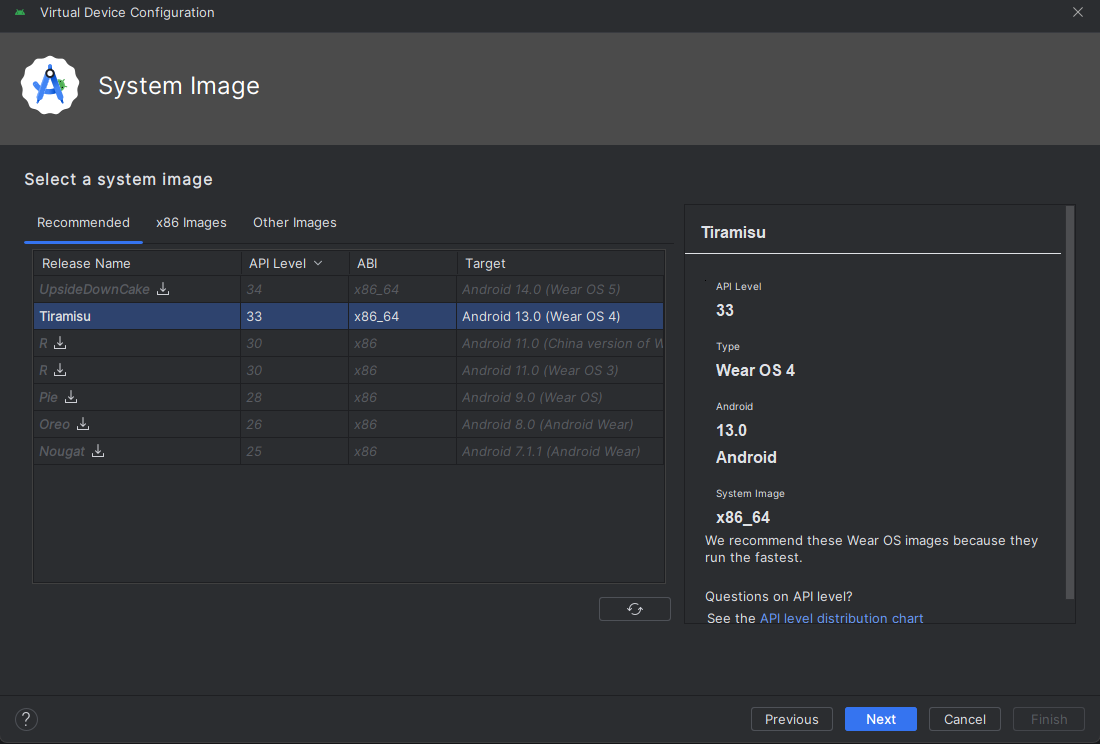 Virtual Device Configuration
System Image
Select a system image
Recommended x86 Images Other Images
Release Name API Level ABI Target
UpsideDownCake 34 x86_64 Android 14.0 (Wear OS 5)
Tiramisu 33 x86_64 Android 13.0 (Wear OS 4)
R 30 x86 Android 11.0 (China version of W
R 30 x86 Android 11.0 (Wear OS 3)
Pie 28 x86 Android 9.0 (Wear OS)
Oreo 26 x86 Android 8.0 (Android Wear)
Nougat 25 x86 Android 7.1.1 (Android Wear)
Tiramisu
API Level
33
Type
Wear OS 4
Android
13.0
Android
System Image
x86_64
We recommend these Wear OS images because they
run the fastest.
Questions on API level?
See the API level distribution chart
? Previous Next Cancel Finish